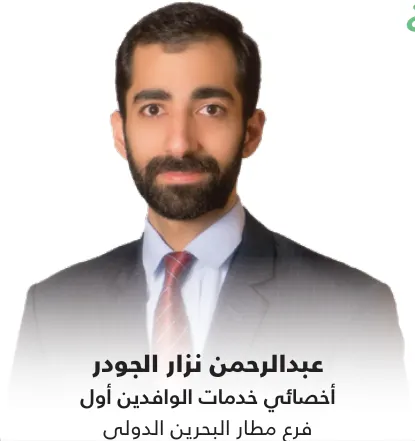 عبدالرحمن نزار الجودر
أخصائي خدمات الوافدين أول
فرع مطار البحرين الدولي